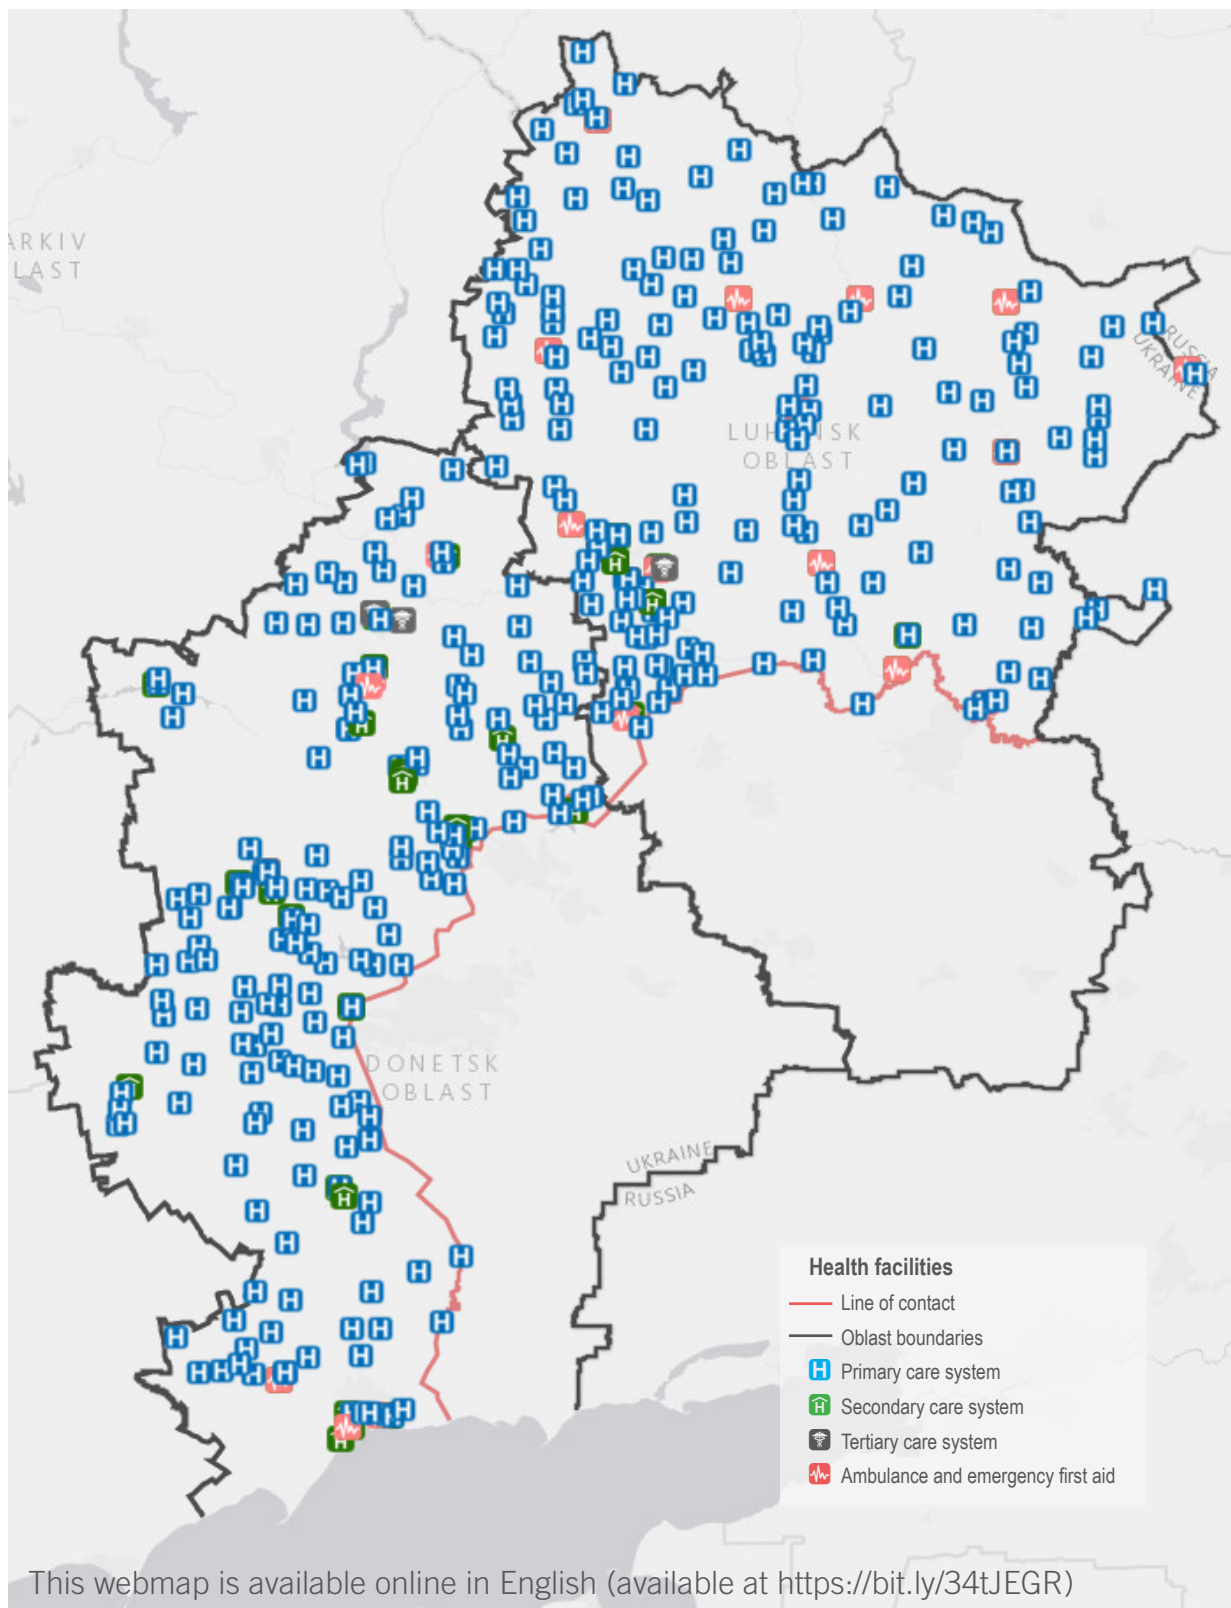 ARKIV
LAST
RUSSIA
UKRAINE
LUHANSK
OBLAST
DONETSK
OBLAST
UKRAINE
RUSSIA
Health facilities
Line of contact
Oblast boundaries
H Primary care system
H Secondary care system
Tertiary care system
Ambulance and emergency first aid
This webmap is available online in English (available at https://bit.ly/34tJEGR)